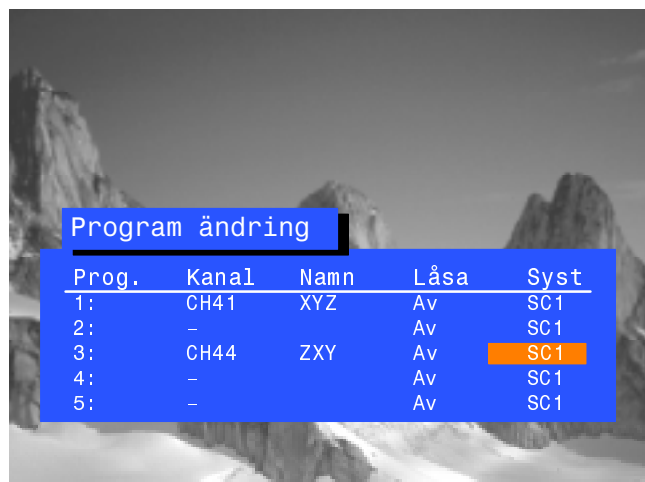 Program ändring
Prog. Kanal Namn Låsa Syst
1: CH41 XYZ Av SC1
2: – Av SC1
3: CH44 ZXY Av SC1
4: – Av SC1
5: – Av SC1